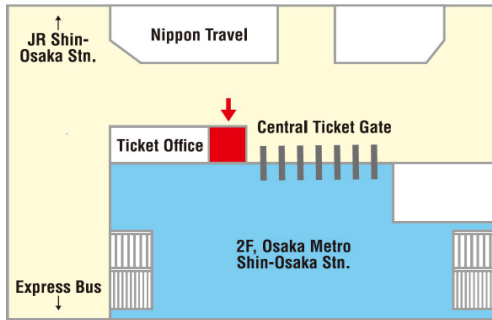 ↑
JR Shin-
Osaka Stn.
Nippon Travel
Ticket Office
Central Ticket Gate
2F, Osaka Metro
Shin-Osaka Stn.
Express Bus
↓